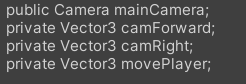 public Camera mainCamera;
private Vector3 camForward;
private Vector3 camRight;
private Vector3 movePlayer;